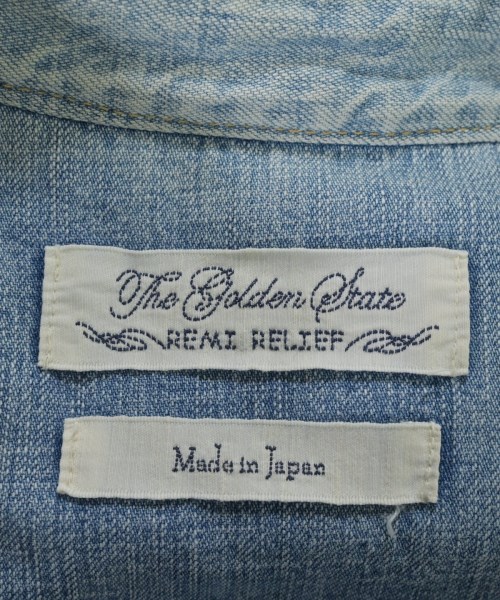 The Golden State
REMI RELIEF
Made in Japan